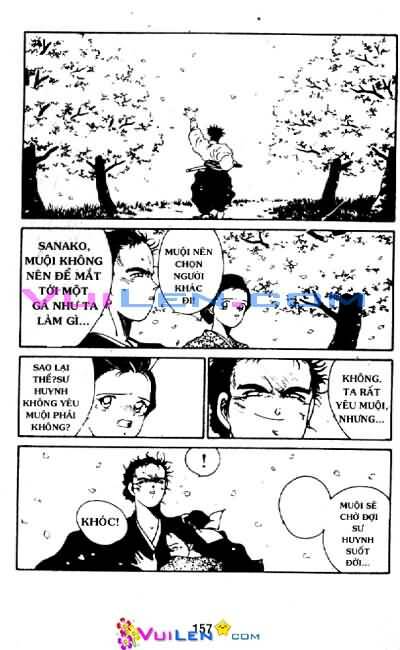 SANAKO,
MUỘI KHÔNG
NÊN ĐỂ MẮT
TỚI MỘT
GÃ NHƯ TA
LÀM GÌ...
MUỘI NÊN
CHỌN
NGƯỜI
KHÁC
ĐI!
VUILEN.COM
SAO LẠI
THẾ? SƯ
HUYNH
KHÔNG YÊU
MUỘI PHẢI
KHÔNG?
KHÔNG.
TA RẤT
YÊU MUỘI,
NHƯNG...
!
KHÓC!
MUỘI SẼ
CHỜ ĐỢI
SƯ
HUYNH
SUỐT
ĐỜI...
157
VUILEN.COM